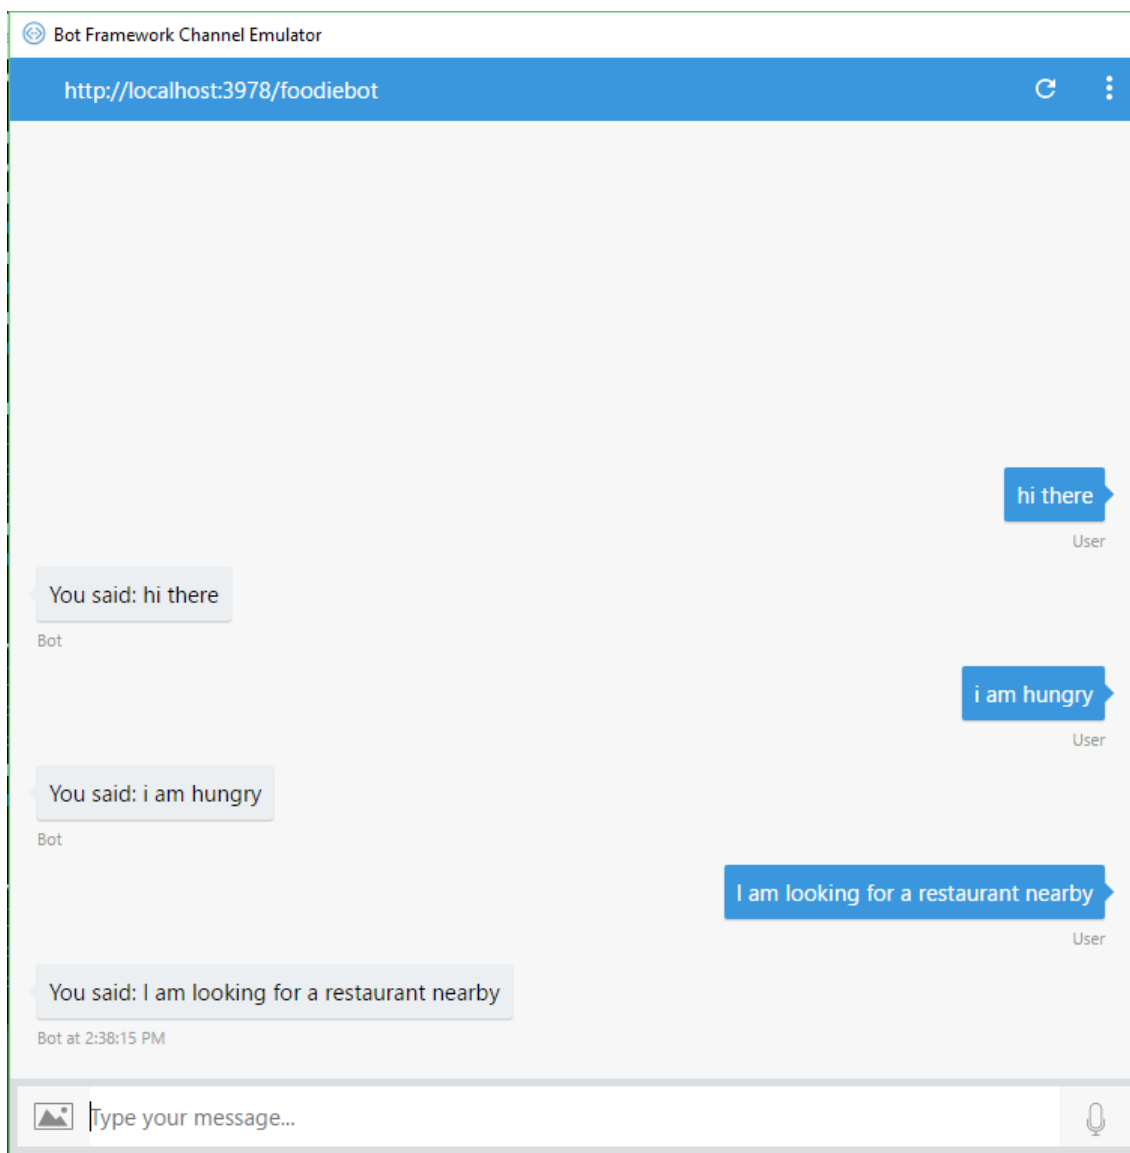 Bot Framework Channel Emulator
http://localhost:3978/foodiebot
hi there
User
You said: hi there
Bot
i am hungry
User
You said: i am hungry
Bot
I am looking for a restaurant nearby
User
You said: I am looking for a restaurant nearby
Bot at 2:38:15 PM
Type your message...